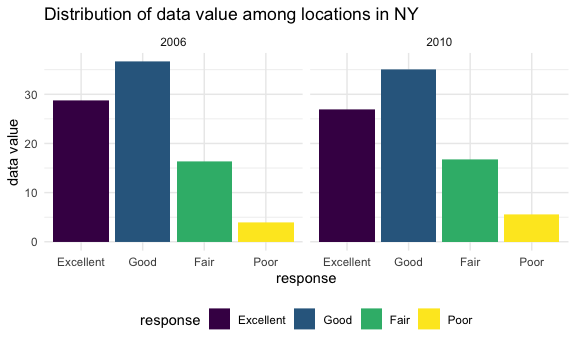 Distribution of data value among locations in NY
2006
2010
data value
30
20
10
0
Excellent
Good
Fair
Poor
Excellent
Good
Fair
Poor
response
response
Excellent
Good
Fair
Poor